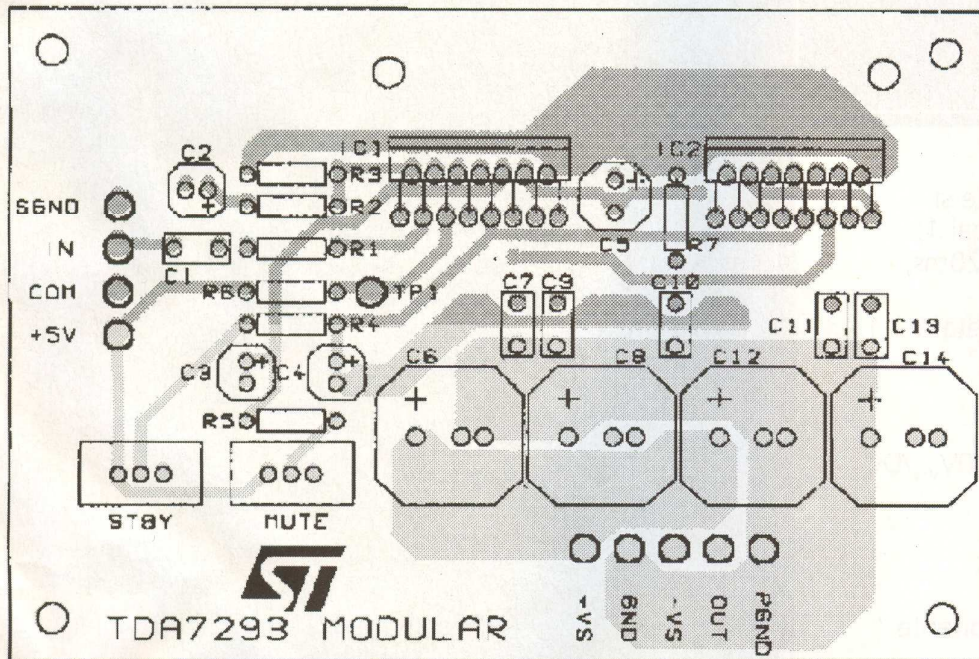 IC1
IC2
C2
R3
R2
SGND
C5
IN
R1
R7
C1
COM
R6
TP1
C7 C9
C10
+5V
R4
C11
C13
C3
C4
C6
C8
C12
C14
R5
STBY
MUTE
ST
+VS
GND
-VS
OUT
PGND
TDA7293 MODULAR